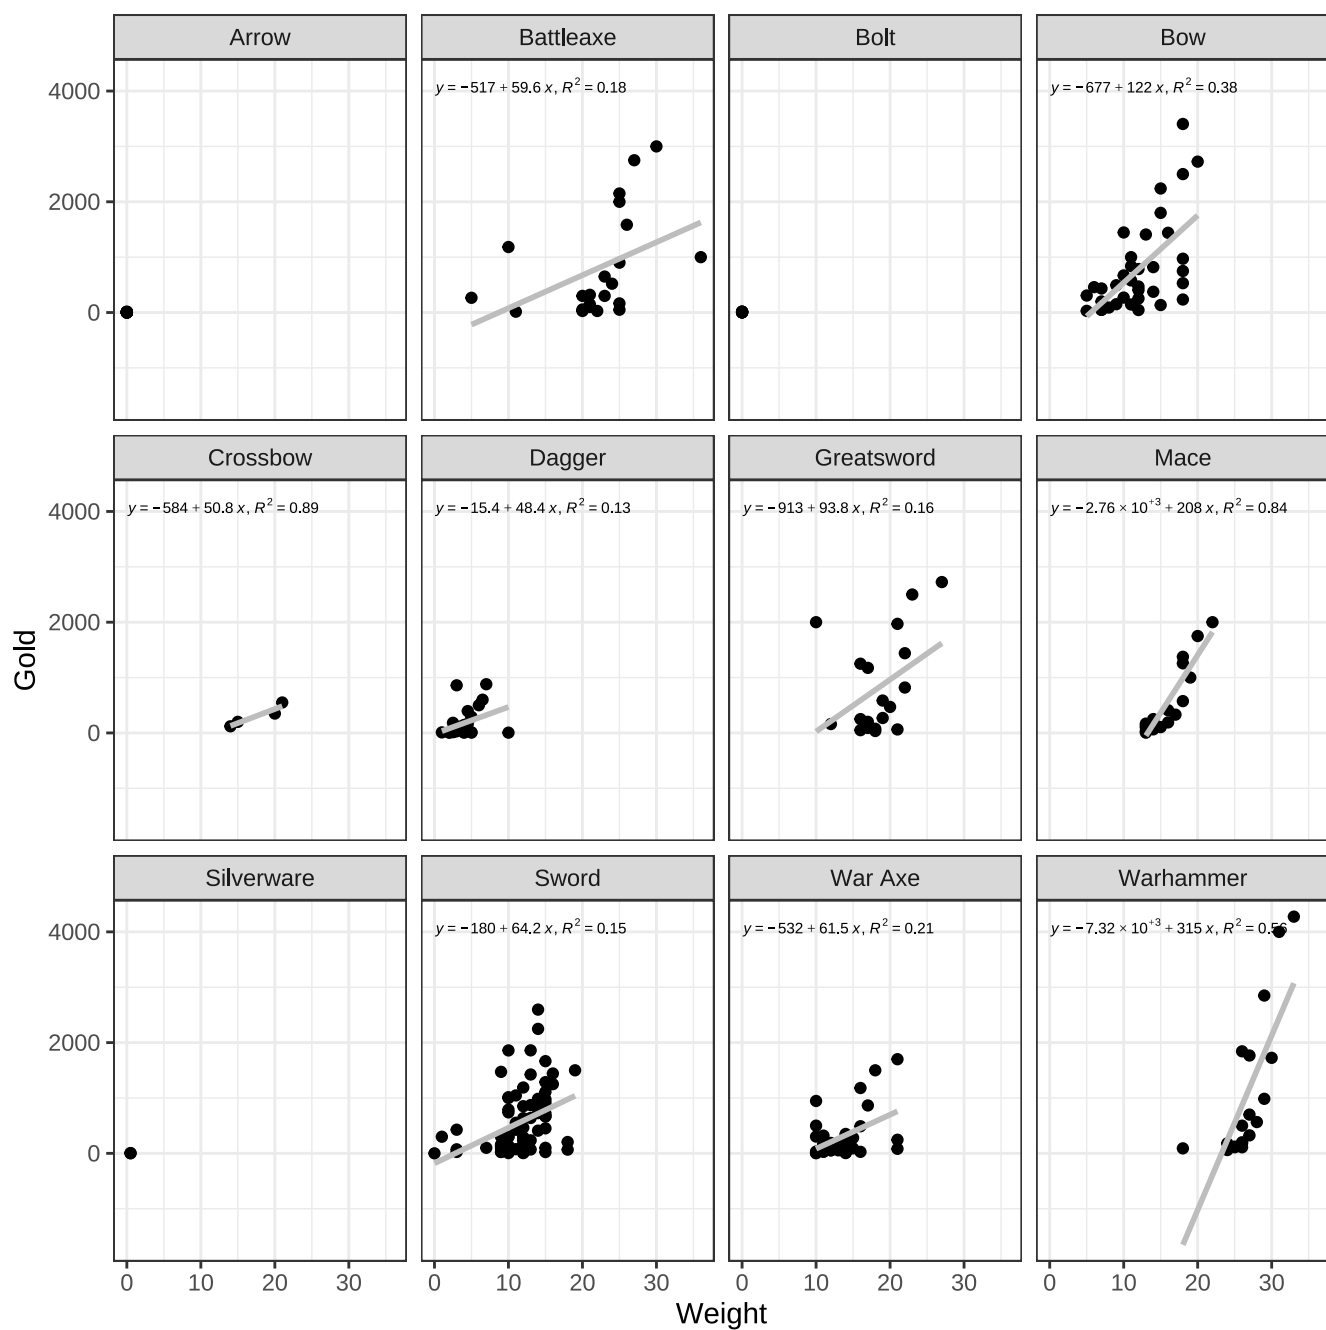 Arrow Battleaxe Bolt Bow
y = −517 + 59.6 x, R² = 0.18 y = −677 + 122 x, R² = 0.38
4000
2000
0
Crossbow Dagger Greatsword Mace
y = −584 + 50.8 x, R² = 0.89 y = −15.4 + 48.4 x, R² = 0.13 y = −913 + 93.8 x, R² = 0.16 y = −2.76 × 10⁺³ + 208 x, R² = 0.84
4000
2000
0
Gold
Silverware Sword War Axe Warhammer
y = −180 + 64.2 x, R² = 0.15 y = −532 + 61.5 x, R² = 0.21 y = −7.32 × 10⁺³ + 315 x, R² = 0.56
4000
2000
0
0 10 20 30 0 10 20 30 0 10 20 30 0 10 20 30
Weight